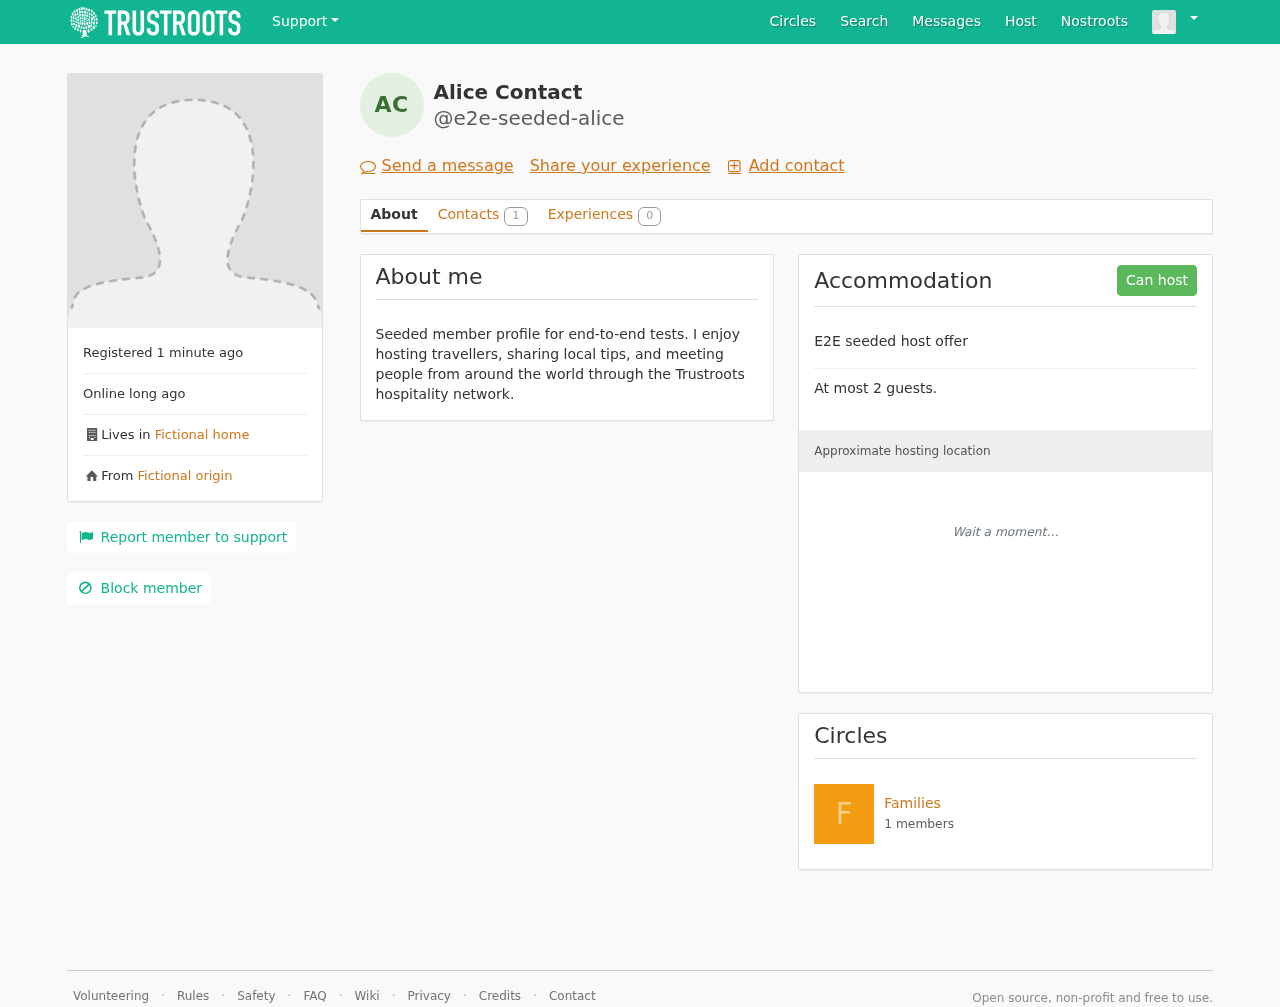 TRUSTROOTS
Support
Circles
Search
Messages
Host
Nostroots
AC
Alice Contact
@e2e-seeded-alice
Send a message
Share your experience
Add contact
About
Contacts 1
Experiences 0
Registered 1 minute ago
Online long ago
Lives in Fictional home
From Fictional origin
Report member to support
Block member
About me
Seeded member profile for end-to-end tests. I enjoy
hosting travellers, sharing local tips, and meeting
people from around the world through the Trustroots
hospitality network.
Accommodation
Can host
E2E seeded host offer
At most 2 guests.
Approximate hosting location
Wait a moment…
Circles
F
Families
1 members
Volunteering · Rules · Safety · FAQ · Wiki · Privacy · Credits · Contact
Open source, non-profit and free to use.